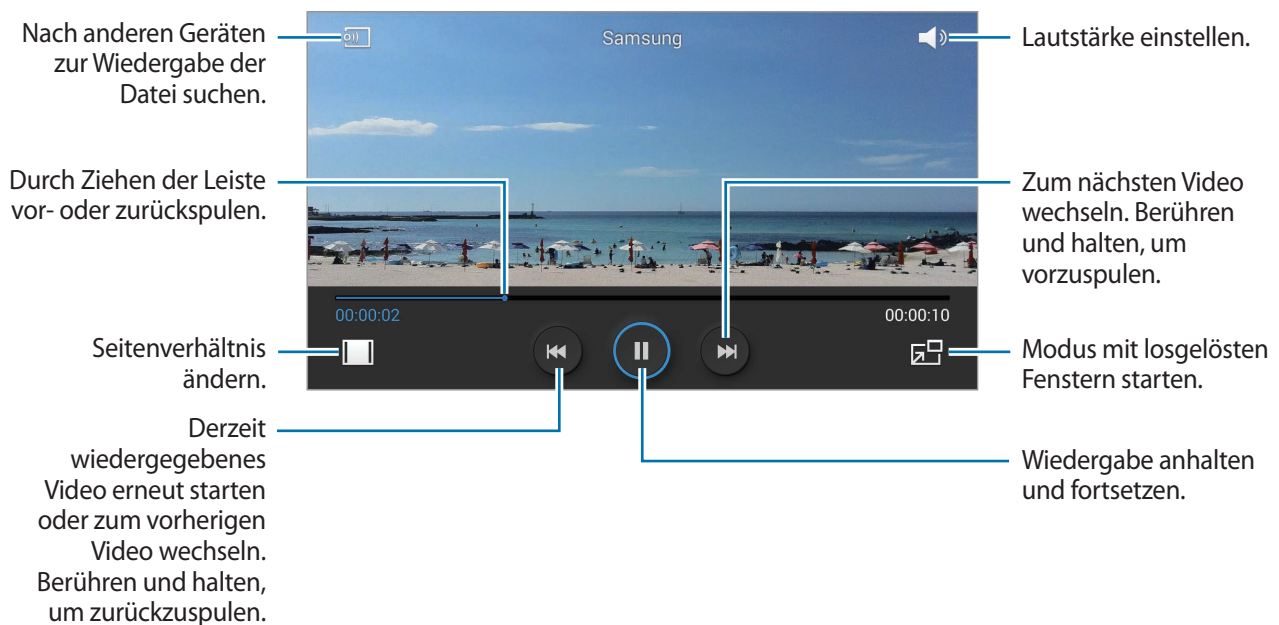 Nach anderen Geräten
zur Wiedergabe der
Datei suchen.
Samsung
Lautstärke einstellen.
Durch Ziehen der Leiste
vor- oder zurückspulen.
Zum nächsten Video
wechseln. Berühren
und halten, um
vorzuspulen.
00:00:02
00:00:10
Seitenverhältnis
ändern.
Modus mit losgelösten
Fenstern starten.
Derzeit
wiedergegebenes
Video erneut starten
oder zum vorherigen
Video wechseln.
Berühren und halten,
um zurückzuspulen.
Wiedergabe anhalten
und fortsetzen.